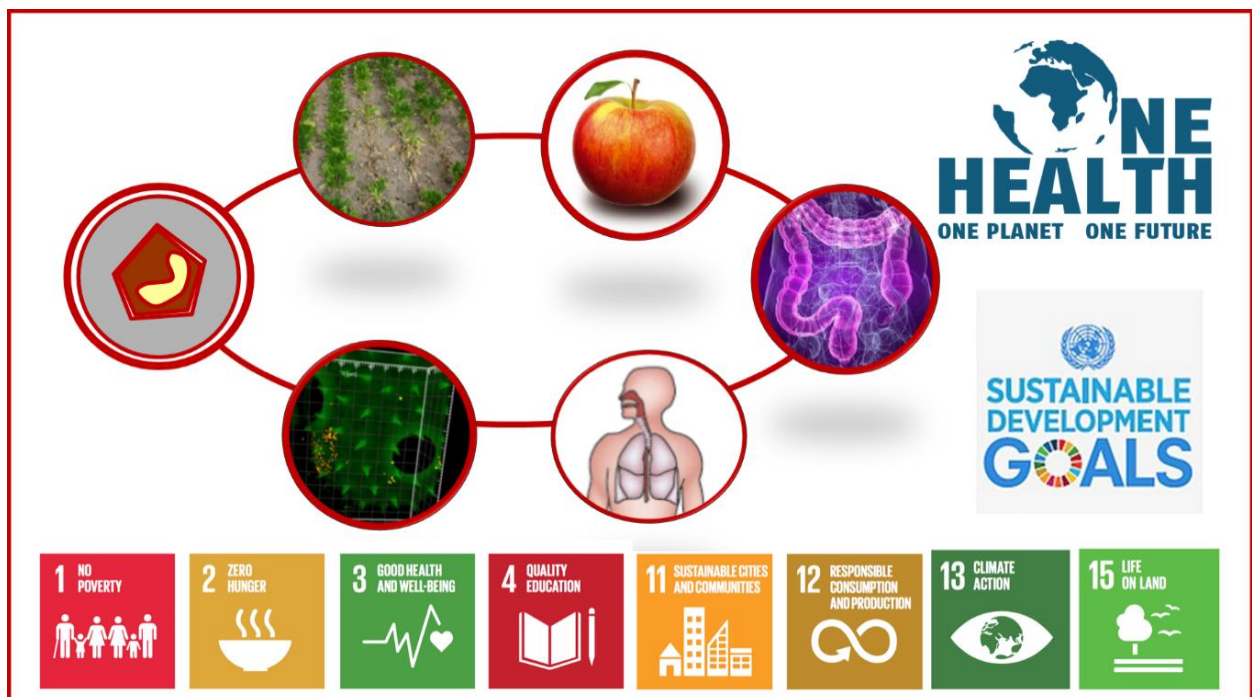 ONE
HEALTH
ONE PLANET ONE FUTURE
SUSTAINABLE
DEVELOPMENT
GOALS
1 NO
POVERTY
2 ZERO
HUNGER
3 GOOD HEALTH
AND WELL-BEING
4 QUALITY
EDUCATION
11 SUSTAINABLE CITIES
AND COMMUNITIES
12 RESPONSIBLE
CONSUMPTION
AND PRODUCTION
13 CLIMATE
ACTION
15 LIFE
ON LAND